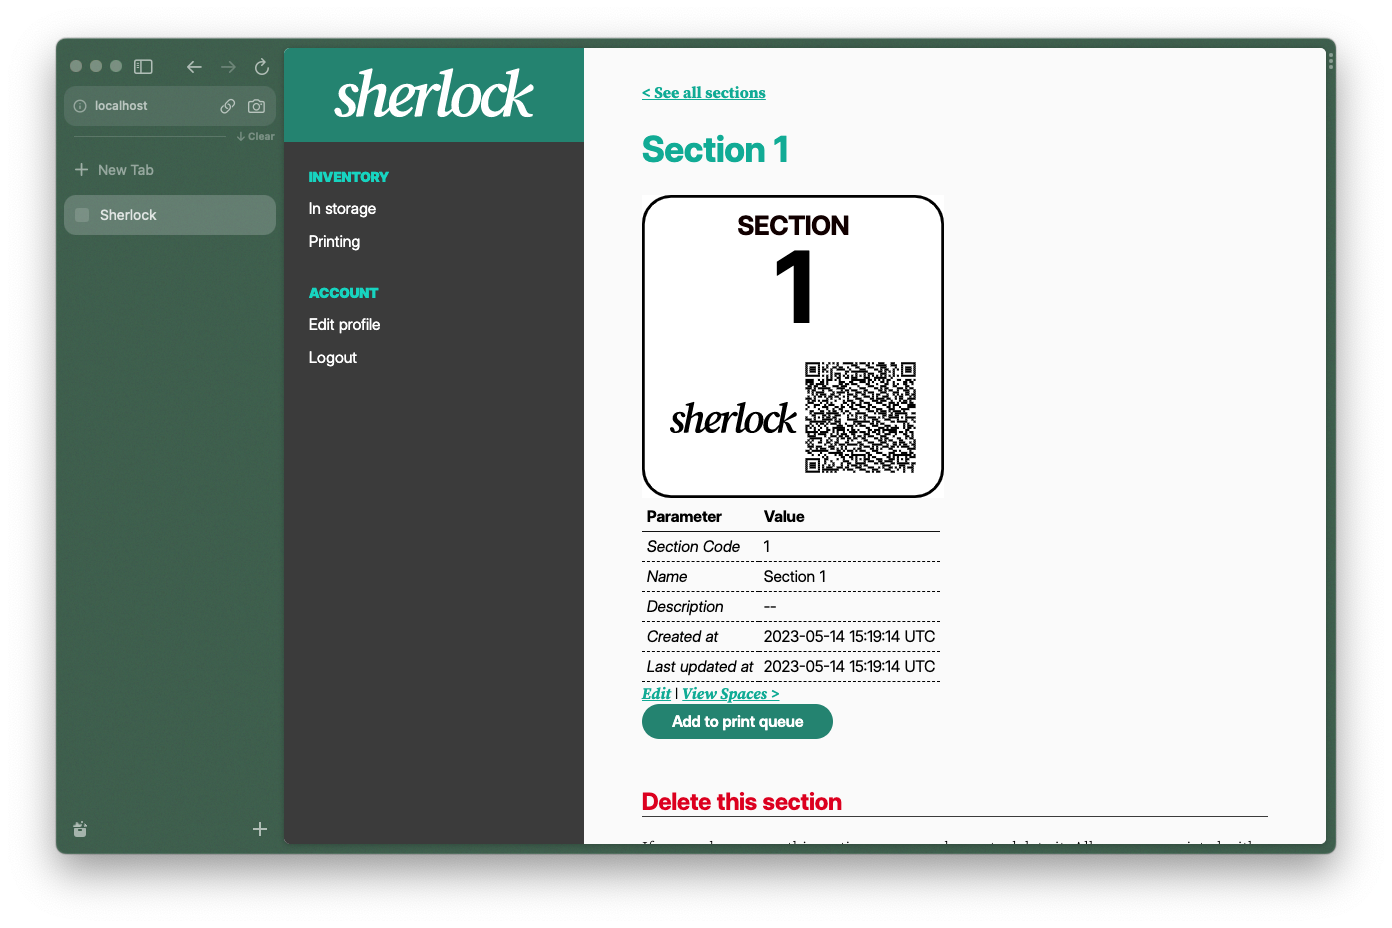 localhost
Clear
New Tab
Sherlock
sherlock
INVENTORY
In storage
Printing
ACCOUNT
Edit profile
Logout
< See all sections
Section 1
SECTION
1
sherlock
Parameter Value
Section Code 1
Name Section 1
Description --
Created at 2023-05-14 15:19:14 UTC
Last updated at 2023-05-14 15:19:14 UTC
Edit | View Spaces >
Add to print queue
Delete this section